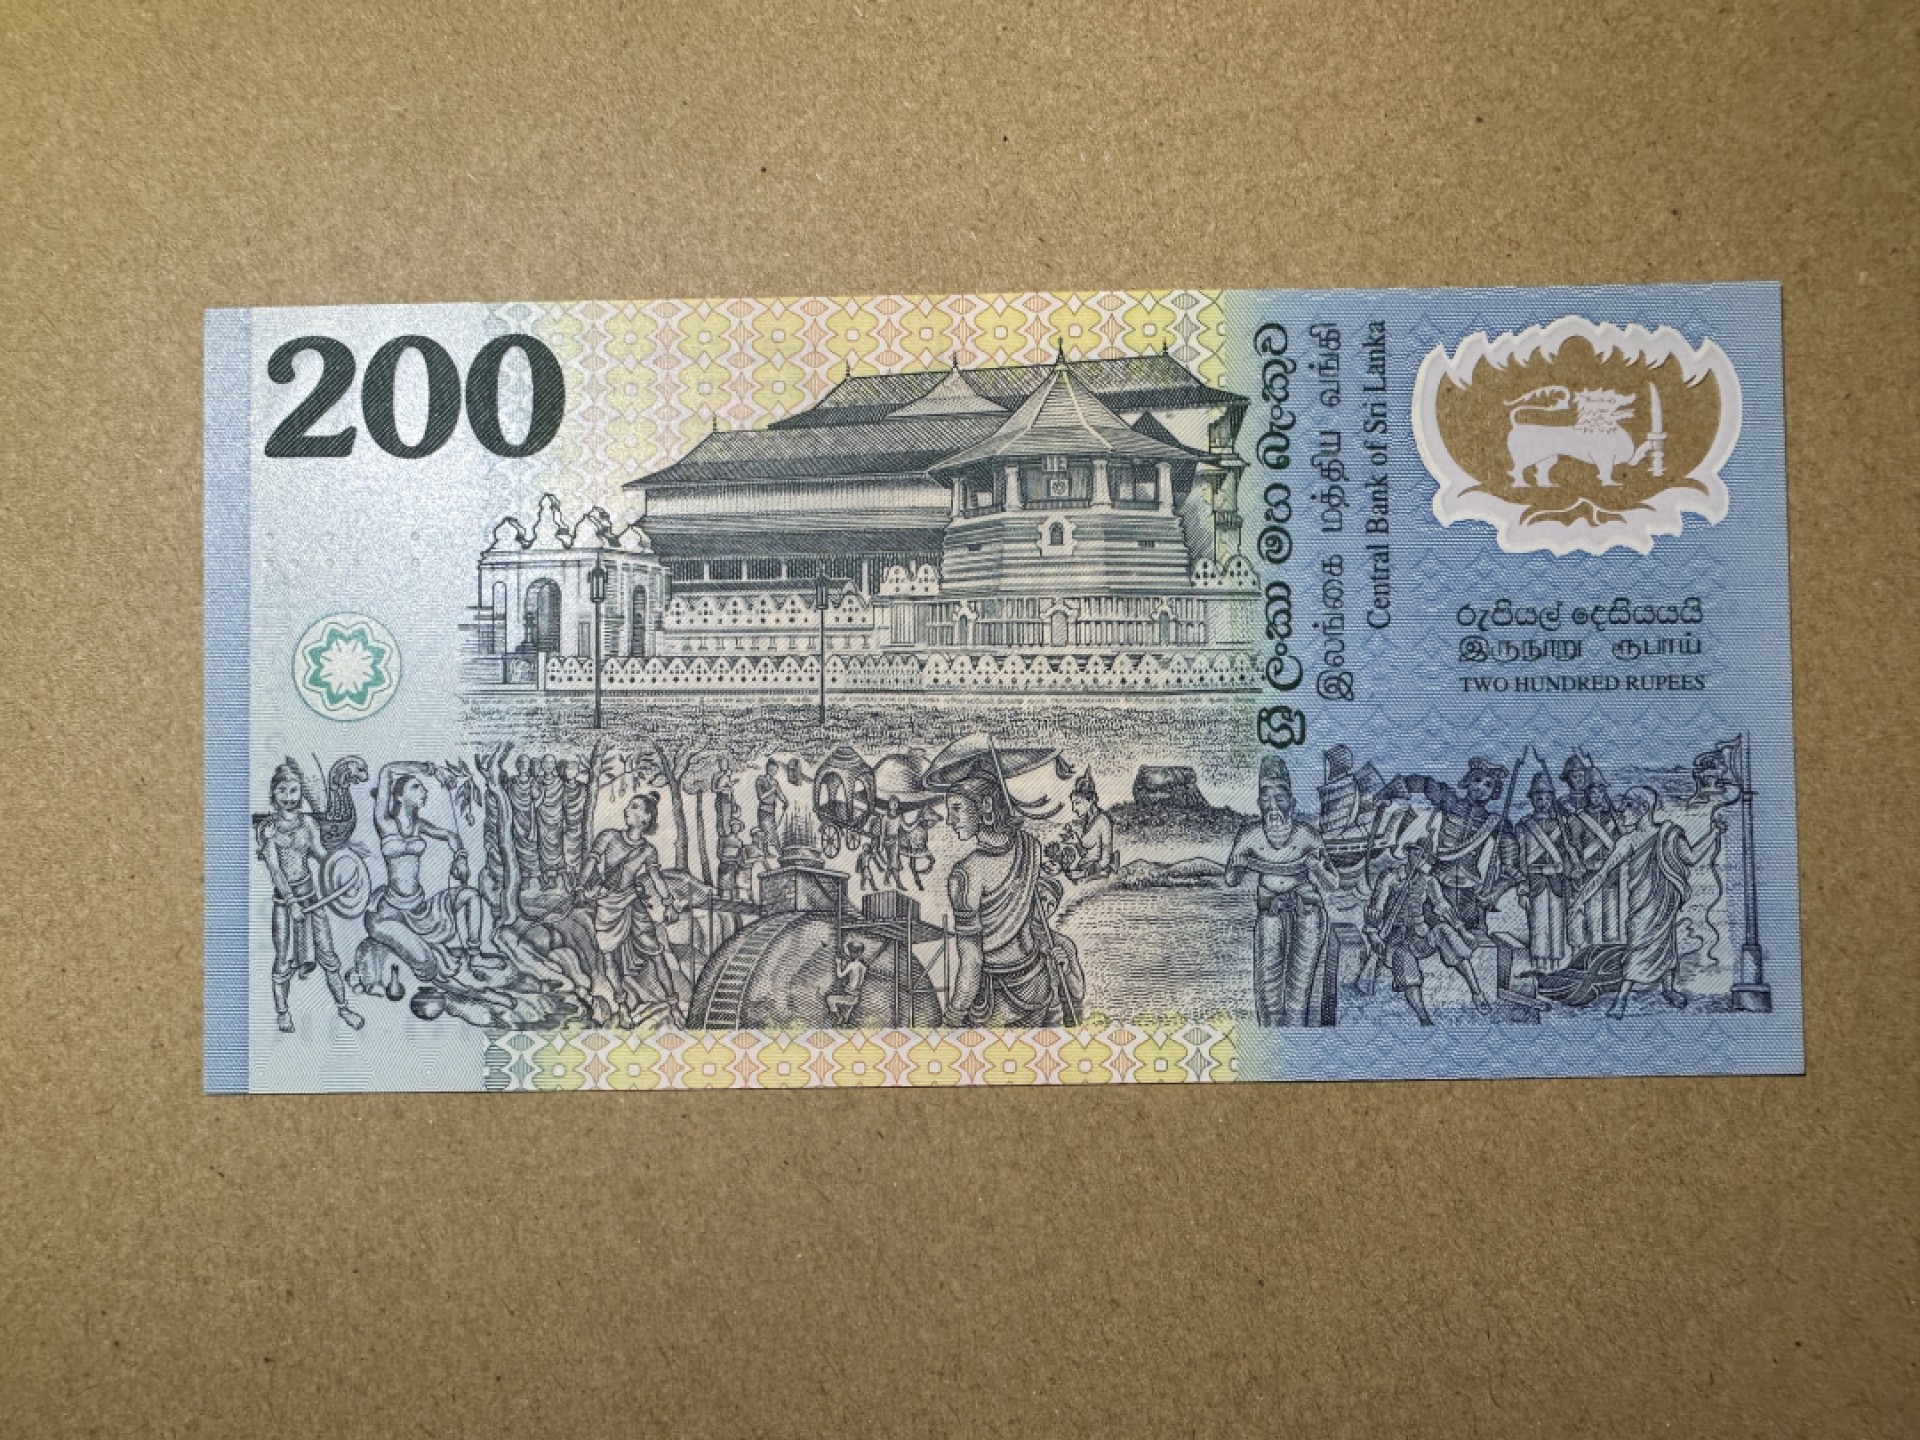 200
ශ්‍රී ලංකා මහ බැංකුව
இலங்கை மத்திய வங்கி
Central Bank of Sri Lanka
රුපියල් දෙසියයයි
இருநூறு ரூபாய்
TWO HUNDRED RUPEES